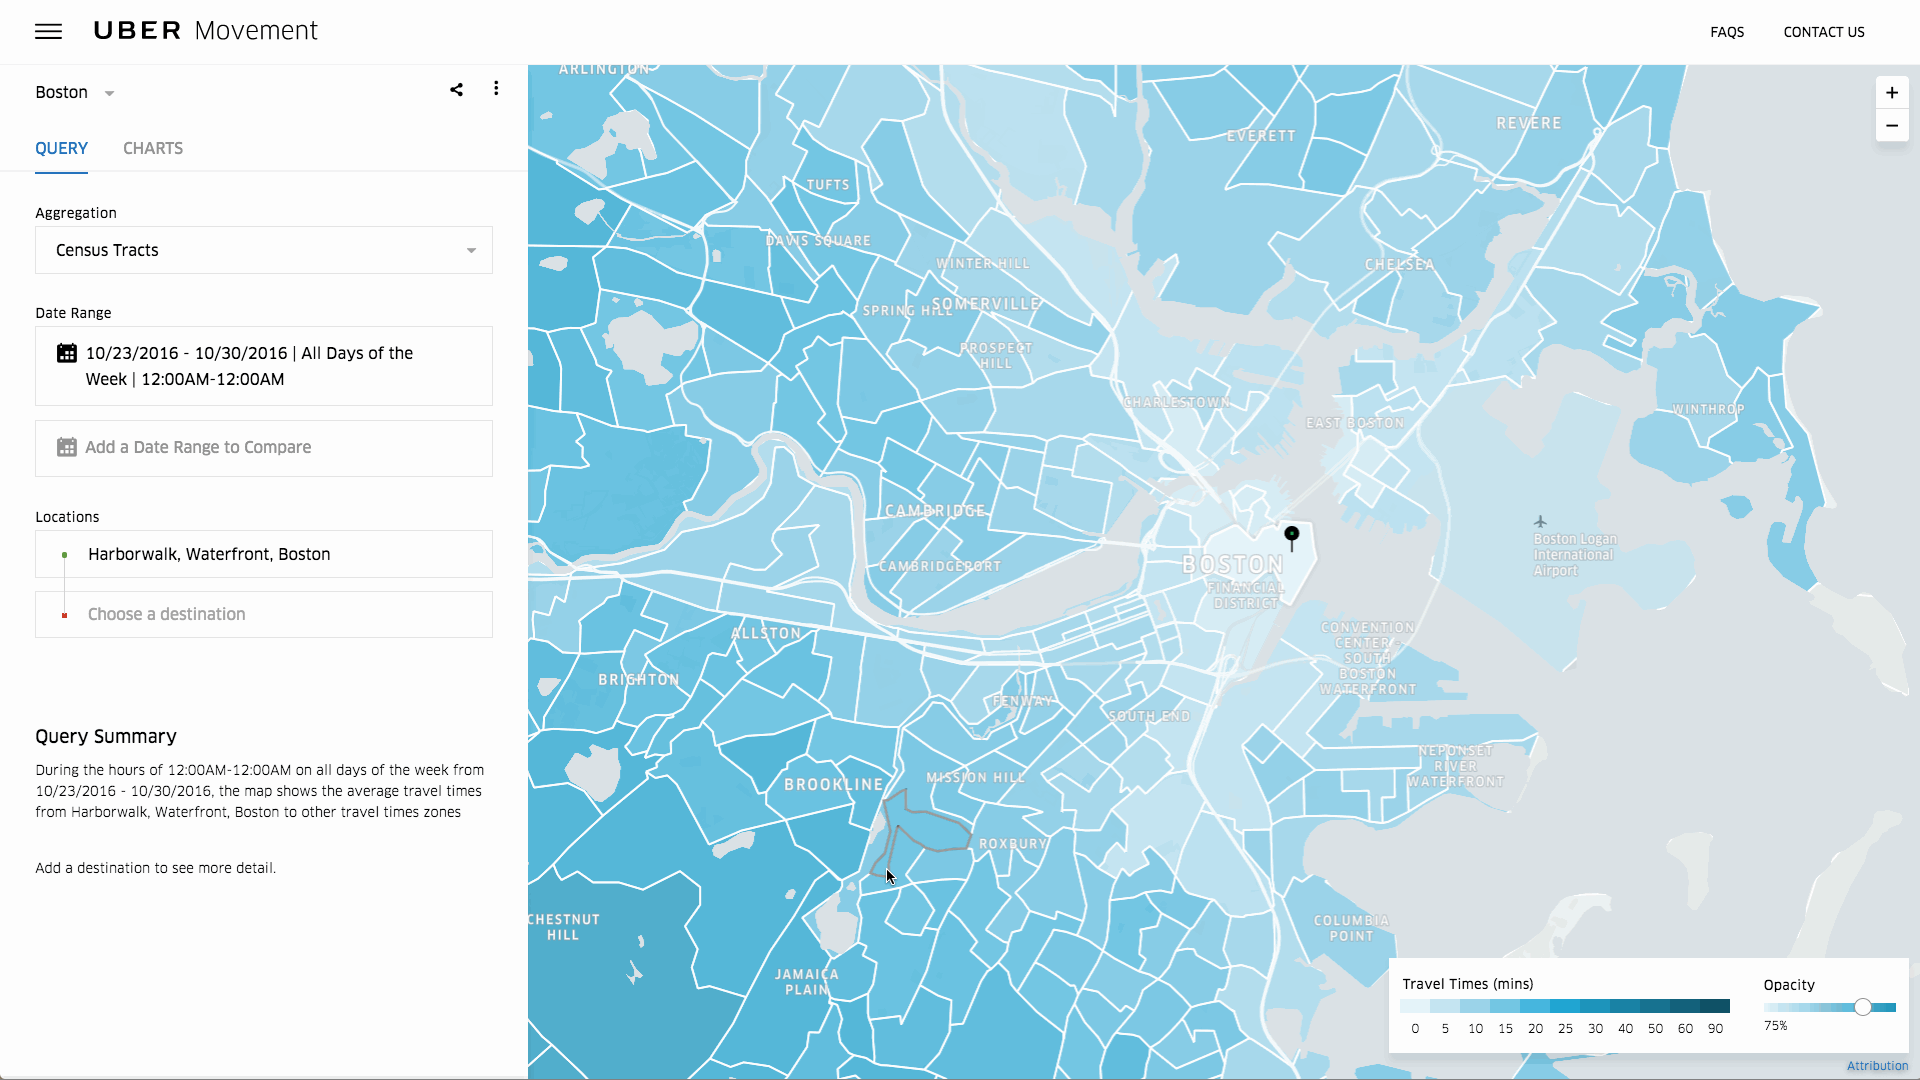 UBER Movement
FAQS
CONTACT US
Boston
QUERY
CHARTS
Aggregation
Census Tracts
Date Range
10/23/2016 - 10/30/2016 | All Days of the
Week | 12:00AM-12:00AM
Add a Date Range to Compare
Locations
Harborwalk, Waterfront, Boston
Choose a destination
Query Summary
During the hours of 12:00AM-12:00AM on all days of the week from
10/23/2016 - 10/30/2016, the map shows the average travel times
from Harborwalk, Waterfront, Boston to other travel times zones
Add a destination to see more detail.
ARLINGTON
EVERETT
REVERE
+
−
TUFTS
DAVIS SQUARE
WINTER HILL
CHELSEA
SPRING HILL
SOMERVILLE
PROSPECT
HILL
CHARLESTOWN
EAST BOSTON
WINTHROP
CAMBRIDGE
Boston Logan
International
Airport
CAMBRIDGEPORT
BOSTON
FINANCIAL
DISTRICT
ALLSTON
CONVENTION
CENTER -
SOUTH
BOSTON
WATERFRONT
BRIGHTON
FENWAY
SOUTH END
NEPONSET
RIVER
WATERFRONT
BROOKLINE
MISSION HILL
ROXBURY
CHESTNUT
HILL
COLUMBIA
POINT
JAMAICA
PLAIN
Travel Times (mins)
0 5 10 15 20 25 30 40 50 60 90
Opacity
75%
Attribution